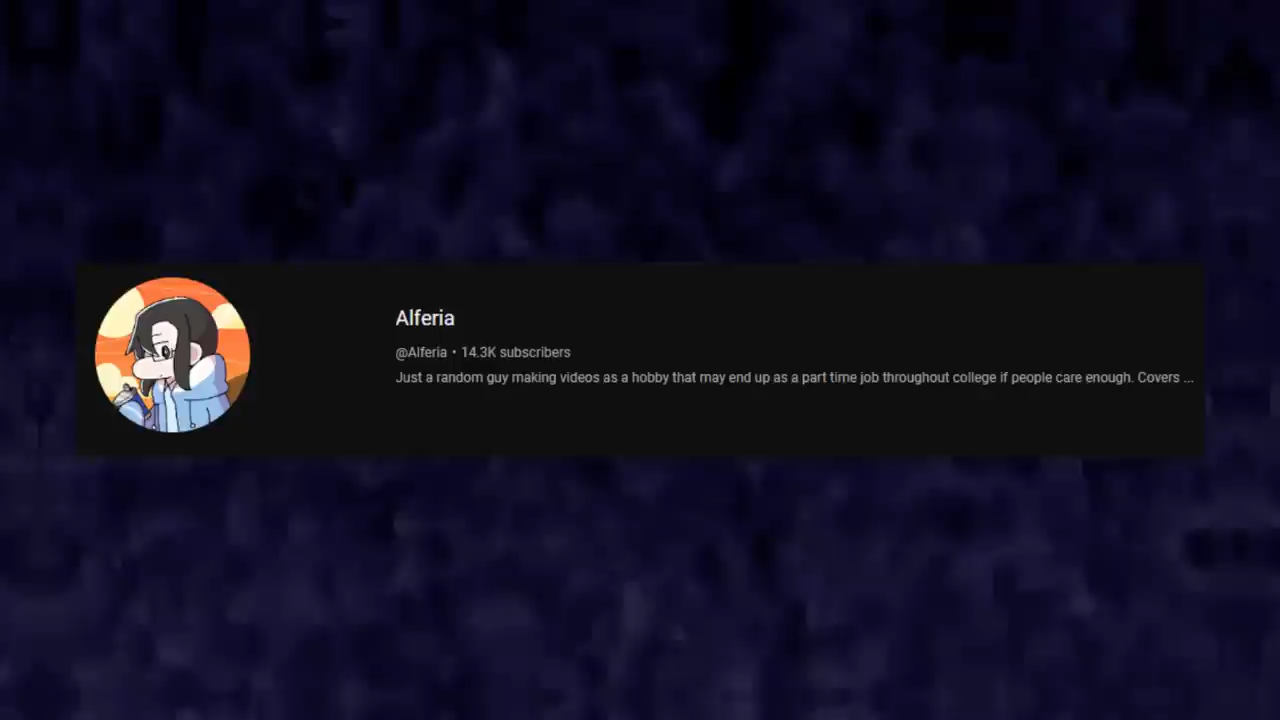 Alferia
@Alferia • 14.3K subscribers
Just a random guy making videos as a hobby that may end up as a part time job throughout college if people care enough. Covers ...